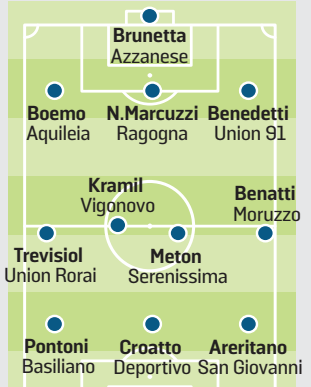 Brunetta
Azzanese
Boemo
Aquileia
N.Marcuzzi
Ragogna
Benedetti
Union 91
Kramil
Vigonovo
Benatti
Moruzzo
Trevisiol
Union Rorai
Meton
Serenissima
Pontoni
Basiliano
Croatto
Deportivo
Areritano
San Giovanni